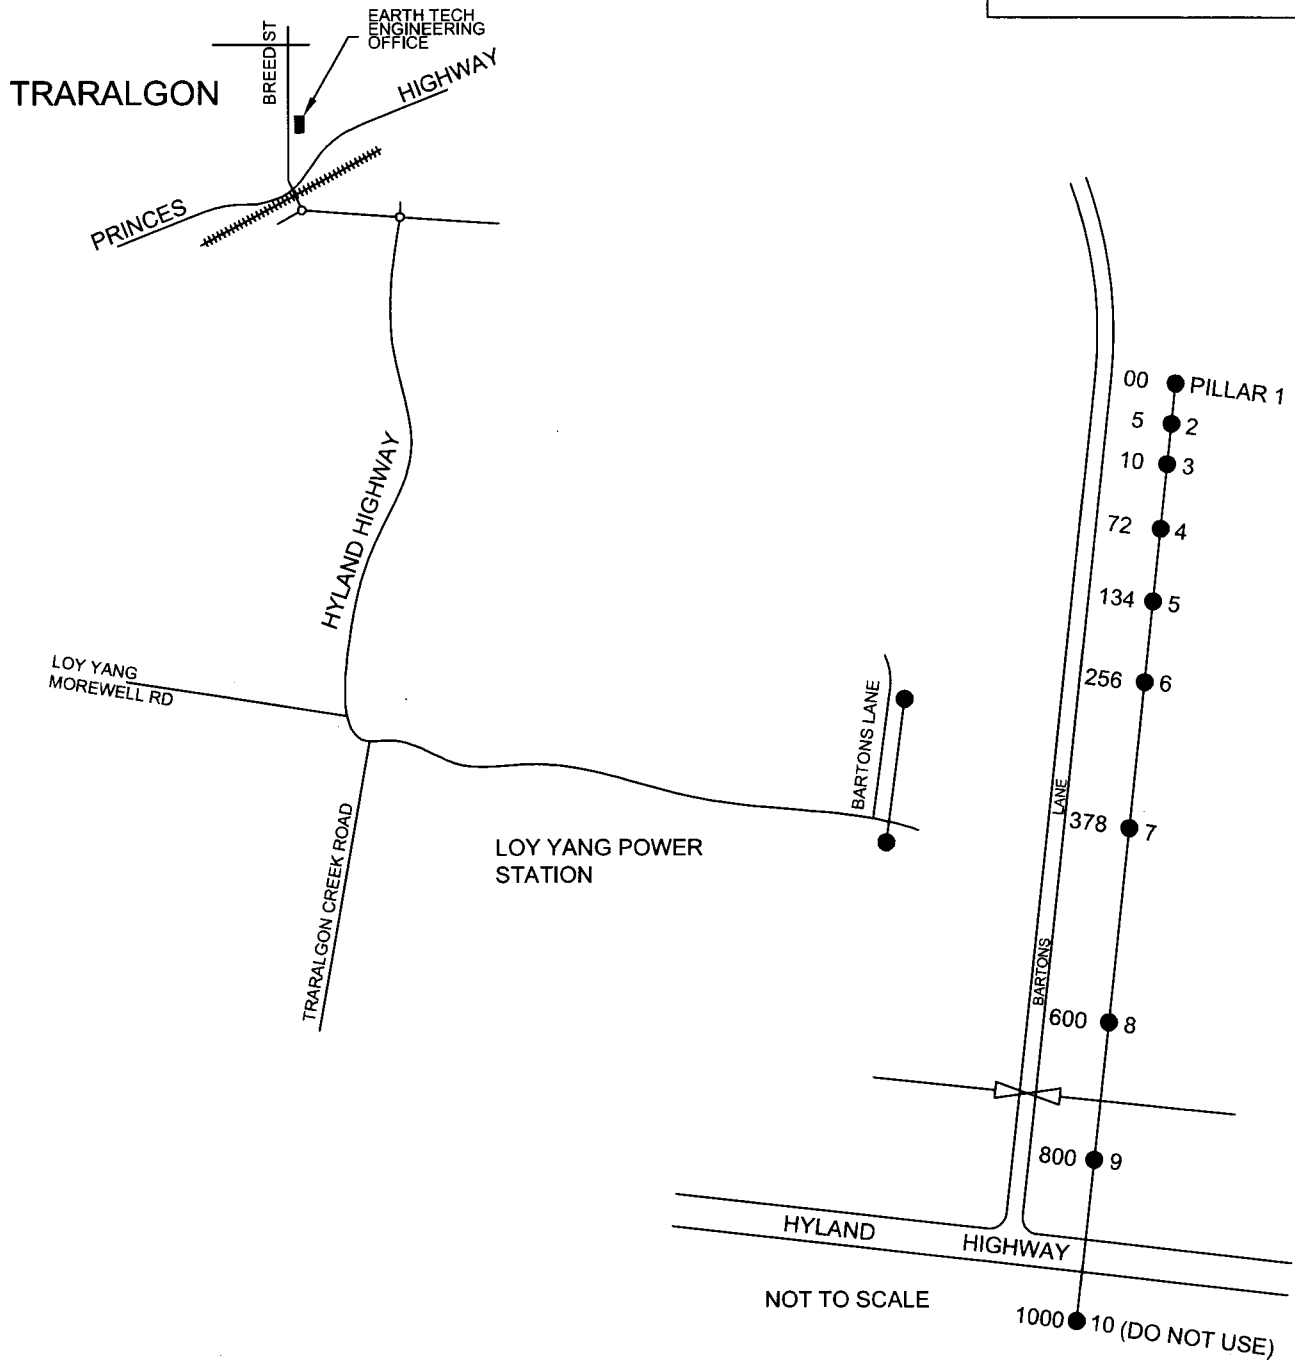 EARTH TECH
ENGINEERING
OFFICE
BREED ST
TRARALGON
HIGHWAY
PRINCES
HYLAND HIGHWAY
LOY YANG
MOREWELL RD
TRARALGON CREEK ROAD
LOY YANG POWER
STATION
BARTONS LANE
00 PILLAR 1
5 2
10 3
72 4
134 5
256 6
LANE
378 7
BARTONS
600 8
800 9
HYLAND HIGHWAY
NOT TO SCALE
1000 10 (DO NOT USE)